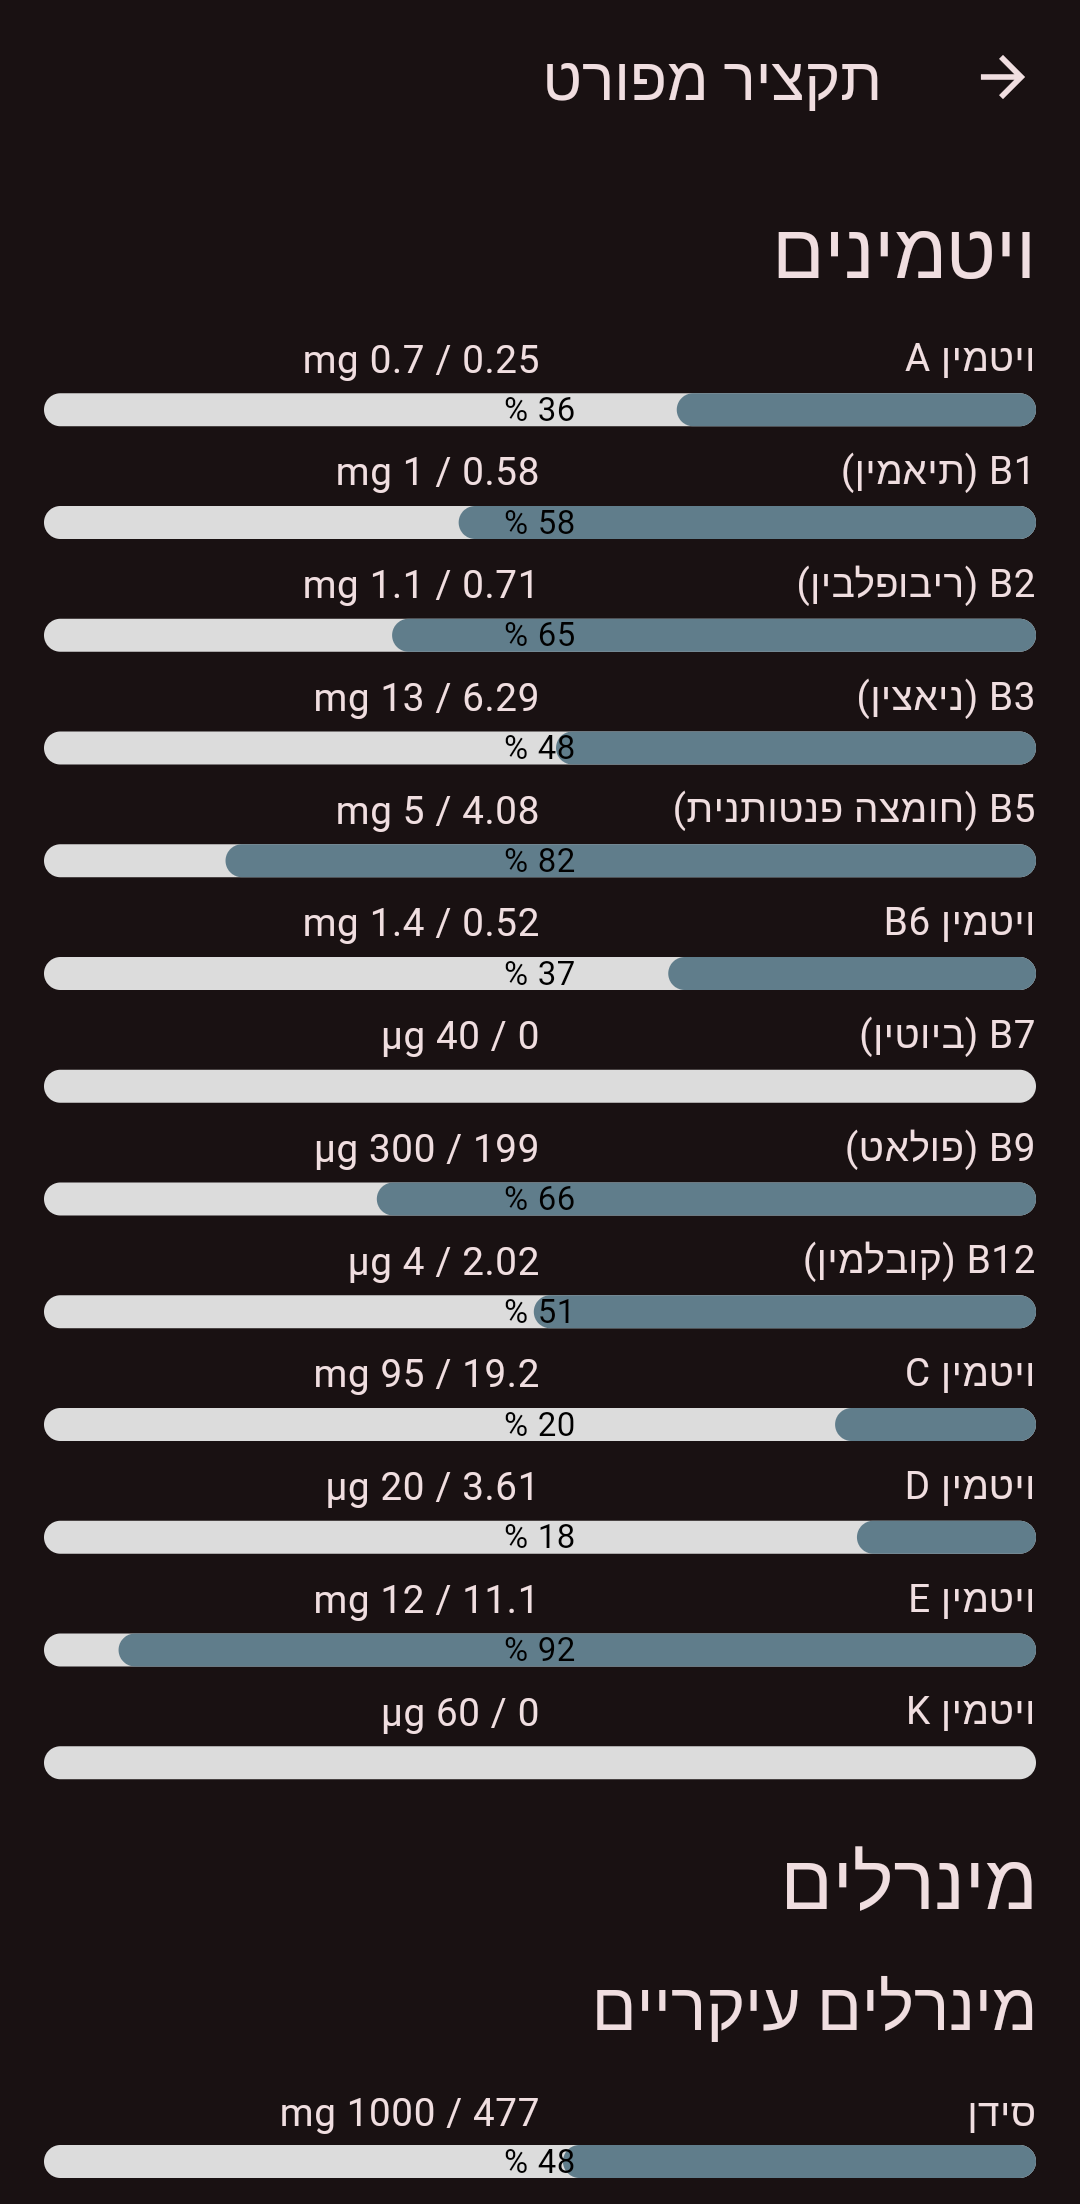 תקציר מפורט
ויטמינים
ויטמין A 0.25 / 0.7 mg
36 %
B1 (תיאמין) 0.58 / 1 mg
58 %
B2 (ריבופלבין) 0.71 / 1.1 mg
65 %
B3 (ניאצין) 6.29 / 13 mg
48 %
B5 (חומצה פנטותנית) 4.08 / 5 mg
82 %
ויטמין B6 0.52 / 1.4 mg
37 %
B7 (ביוטין) 0 / 40 µg
B9 (פולאט) 199 / 300 µg
66 %
B12 (קובלמין) 2.02 / 4 µg
51 %
ויטמין C 19.2 / 95 mg
20 %
ויטמין D 3.61 / 20 µg
18 %
ויטמין E 11.1 / 12 mg
92 %
ויטמין K 0 / 60 µg
מינרלים
מינרלים עיקריים
סידן 477 / 1000 mg
48 %